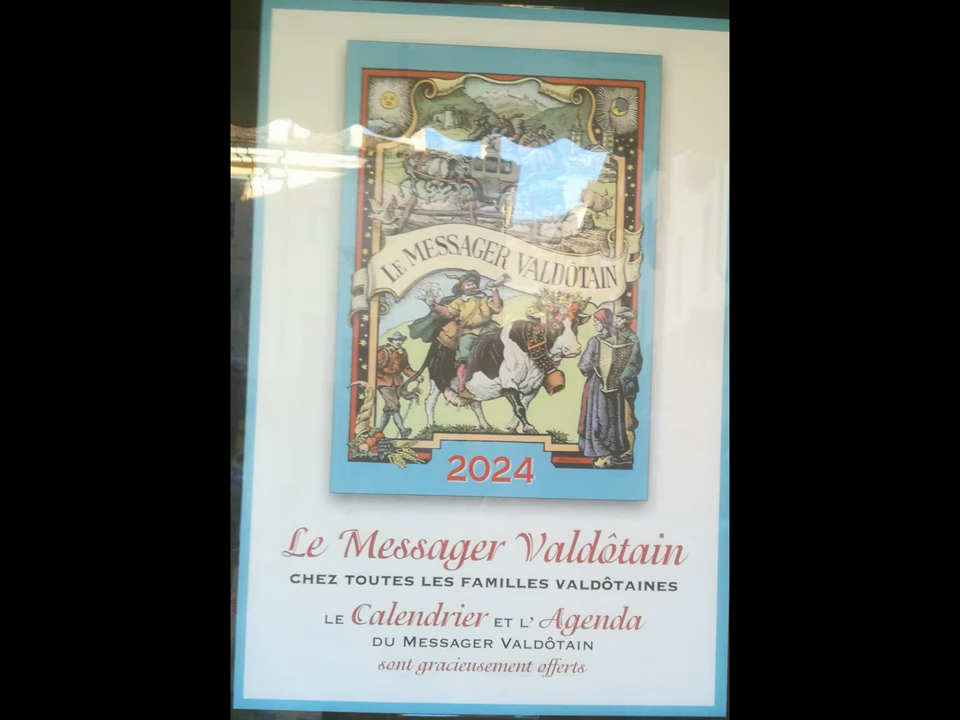 LE MESSAGER VALDÔTAIN
2024
Le Messager Valdôtain
CHEZ TOUTES LES FAMILLES VALDÔTAINES
LE Calendrier ET L'Agenda
DU MESSAGER VALDÔTAIN
sont gracieusement offerts